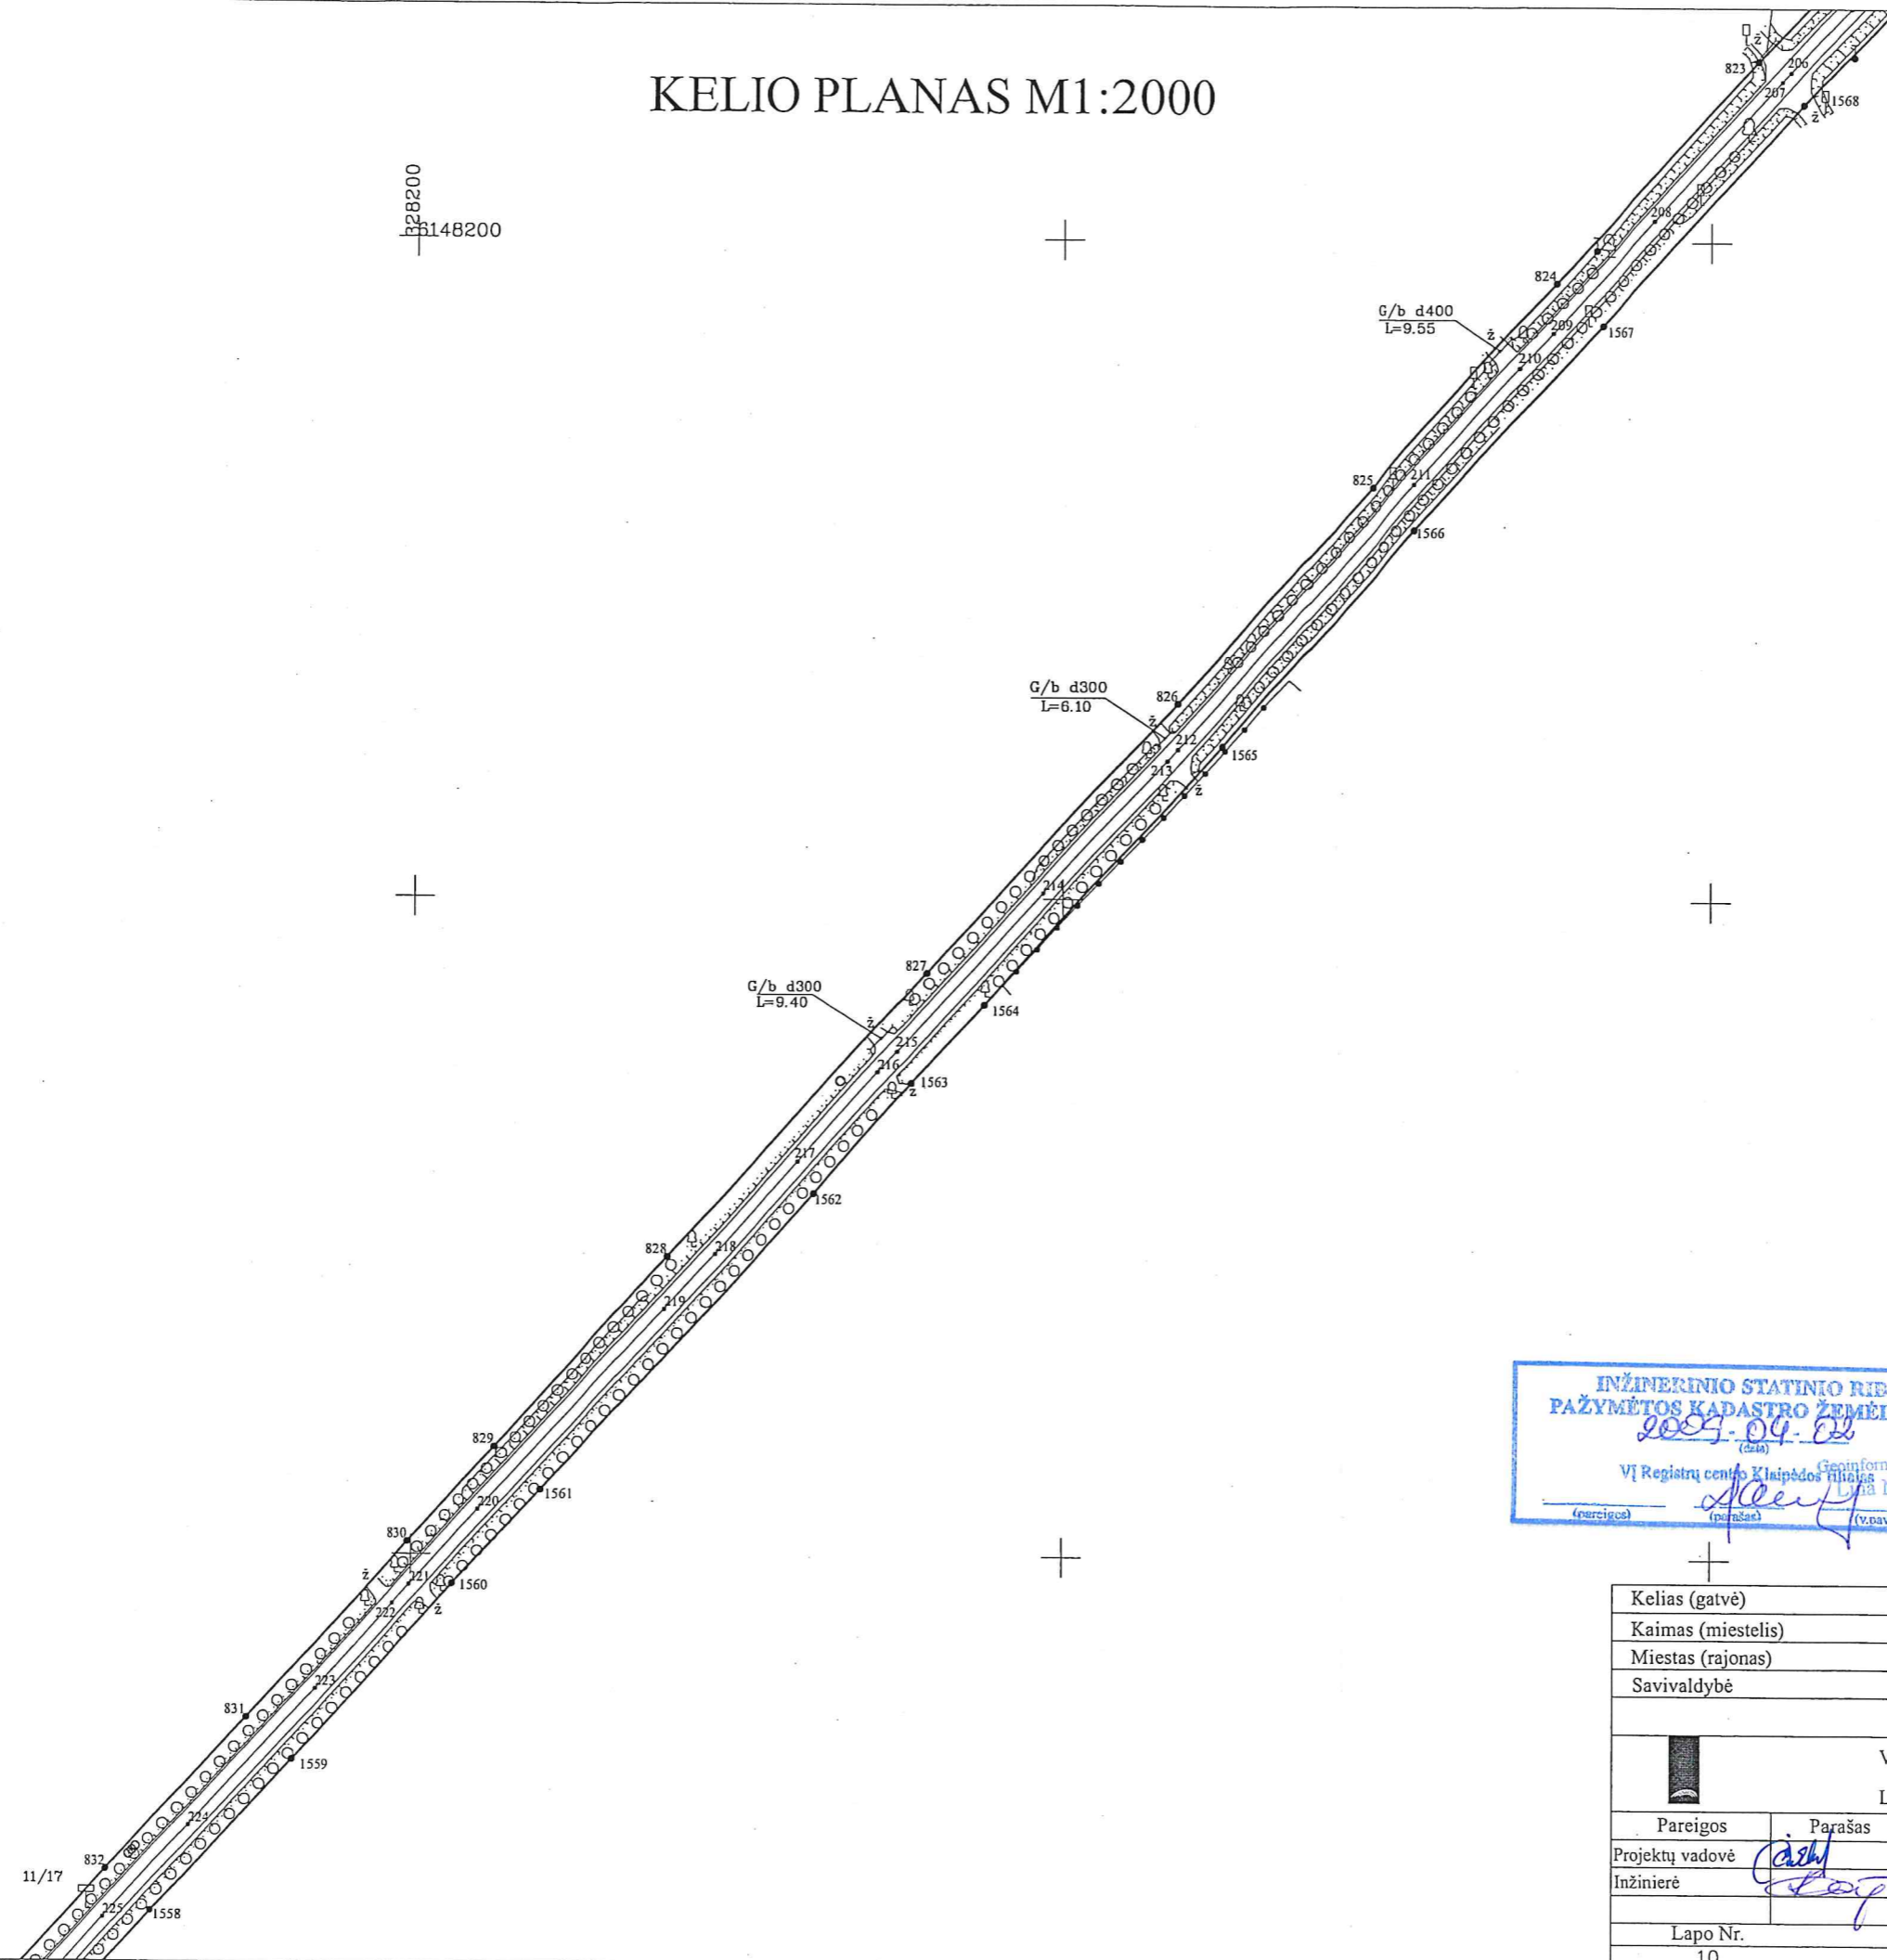 KELIO PLANAS M1:2000
328200
6148200
823
206
207
1568
ž
ž
208
824
G/b d400
L=9.55
ž
209
1567
210
825
211
1566
G/b d300
L=6.10
826
ž
212
213
1565
ž
214
827
G/b d300
L=9.40
1564
ž
215
216
1563
ž
217
1562
828
218
219
829
220
1561
830
ž
221
1560
222
ž
223
831
1559
224
832
11/17
225
1558
INŽINERINIO STATINIO RIB
PAŽYMĖTOS KADASTRO ŽEMĖL
2009-04-02
(data)
VĮ Registrų centro Klaipėdos filialas
Geoinform
(pareigos) (parašas) (v.pav
Kelias (gatvė)
Kaimas (miestelis)
Miestas (rajonas)
Savivaldybė
V
L
Pareigos Parašas
Projektų vadovė
Inžinierė
Lapo Nr.
10